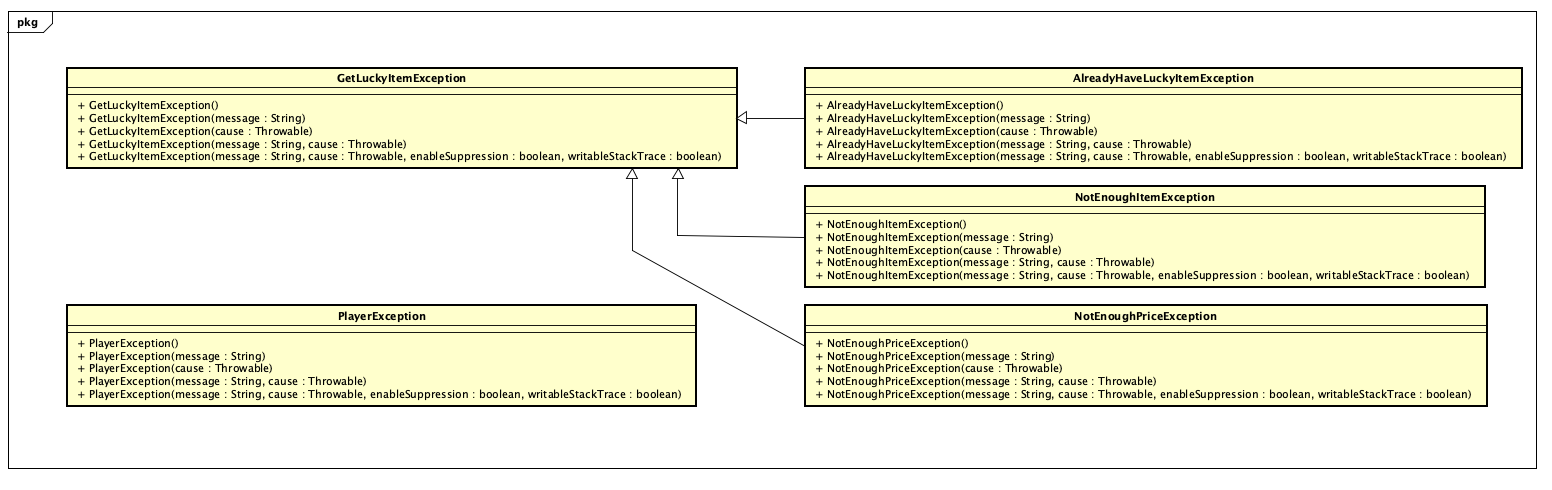 pkg
GetLuckyItemException
+ GetLuckyItemException()
+ GetLuckyItemException(message : String)
+ GetLuckyItemException(cause : Throwable)
+ GetLuckyItemException(message : String, cause : Throwable)
+ GetLuckyItemException(message : String, cause : Throwable, enableSuppression : boolean, writableStackTrace : boolean)
AlreadyHaveLuckyItemException
+ AlreadyHaveLuckyItemException()
+ AlreadyHaveLuckyItemException(message : String)
+ AlreadyHaveLuckyItemException(cause : Throwable)
+ AlreadyHaveLuckyItemException(message : String, cause : Throwable)
+ AlreadyHaveLuckyItemException(message : String, cause : Throwable, enableSuppression : boolean, writableStackTrace : boolean)
NotEnoughItemException
+ NotEnoughItemException()
+ NotEnoughItemException(message : String)
+ NotEnoughItemException(cause : Throwable)
+ NotEnoughItemException(message : String, cause : Throwable)
+ NotEnoughItemException(message : String, cause : Throwable, enableSuppression : boolean, writableStackTrace : boolean)
PlayerException
+ PlayerException()
+ PlayerException(message : String)
+ PlayerException(cause : Throwable)
+ PlayerException(message : String, cause : Throwable)
+ PlayerException(message : String, cause : Throwable, enableSuppression : boolean, writableStackTrace : boolean)
NotEnoughPriceException
+ NotEnoughPriceException()
+ NotEnoughPriceException(message : String)
+ NotEnoughPriceException(cause : Throwable)
+ NotEnoughPriceException(message : String, cause : Throwable)
+ NotEnoughPriceException(message : String, cause : Throwable, enableSuppression : boolean, writableStackTrace : boolean)